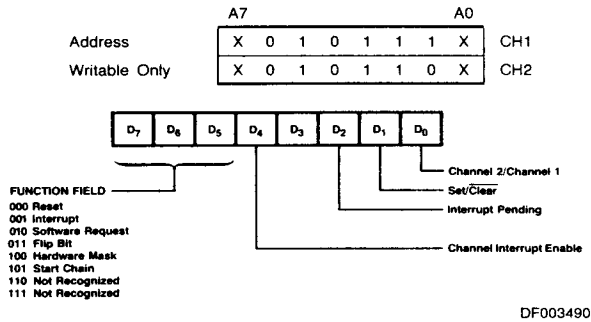 A7 A0
Address X 0 1 0 1 1 1 X CH1
Writable Only X 0 1 0 1 1 0 X CH2
D7 D6 D5 D4 D3 D2 D1 D0
Channel 2/Channel 1
Set/Clear
Interrupt Pending
Channel Interrupt Enable
FUNCTION FIELD
000 Reset
001 Interrupt
010 Software Request
011 Flip Bit
100 Hardware Mask
101 Start Chain
110 Not Recognized
111 Not Recognized
DF003490